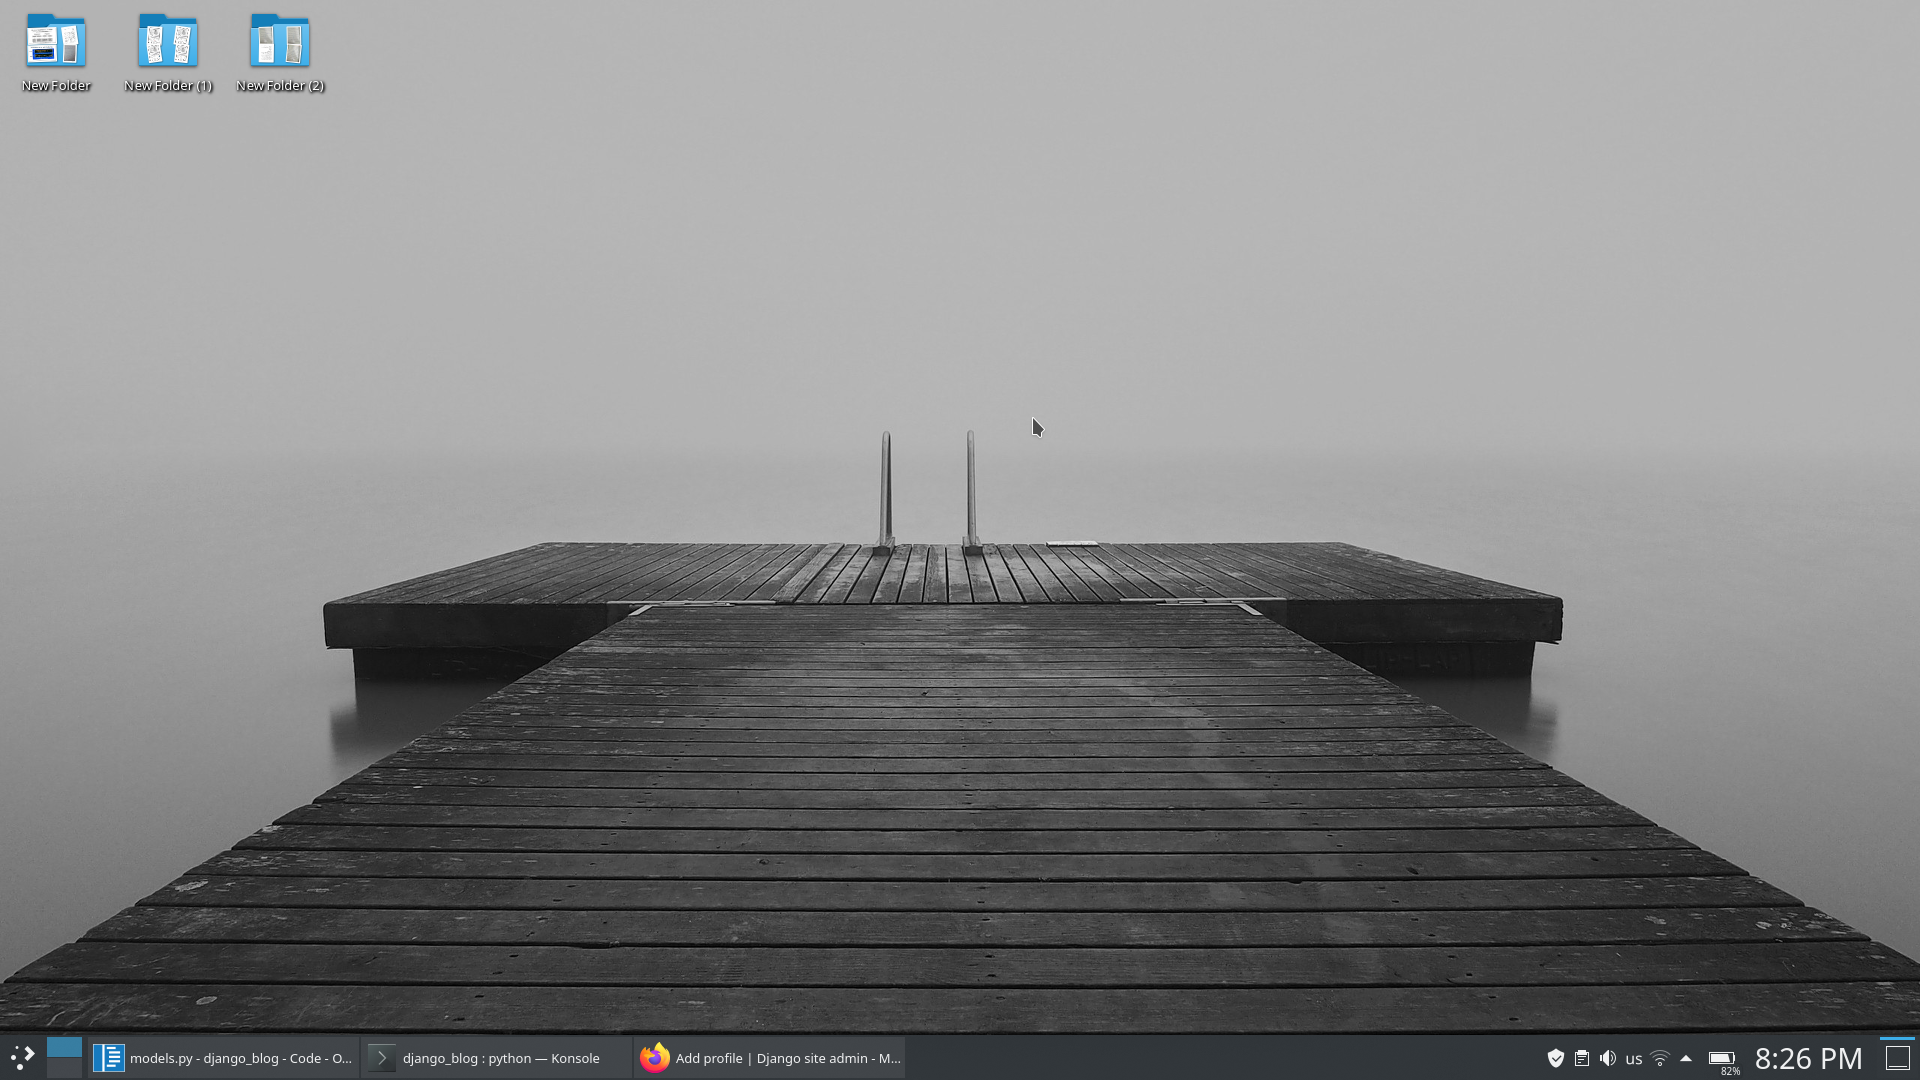 New Folder
New Folder (1)
New Folder (2)
models.py - django_blog - Code - O...
django_blog : python — Konsole
Add profile | Django site admin - M...
us
82%
8:26 PM